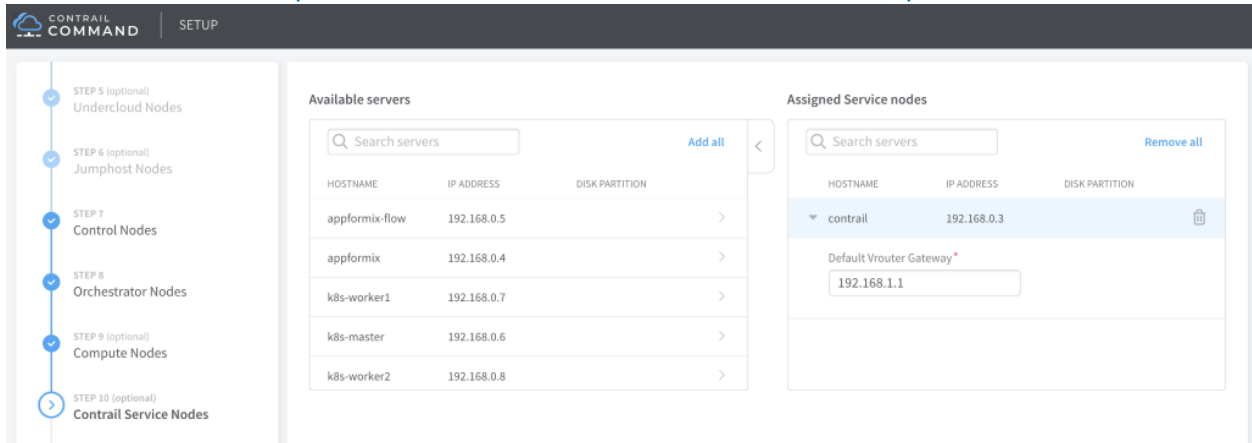 CONTRAIL
COMMAND
SETUP
STEP 5 (optional)
Undercloud Nodes
STEP 6 (optional)
Jumphost Nodes
STEP 7
Control Nodes
STEP 8
Orchestrator Nodes
STEP 9 (optional)
Compute Nodes
STEP 10 (optional)
Contrail Service Nodes
Available servers
Search servers Add all
HOSTNAME IP ADDRESS DISK PARTITION
appformix-flow 192.168.0.5
appformix 192.168.0.4
k8s-worker1 192.168.0.7
k8s-master 192.168.0.6
k8s-worker2 192.168.0.8
Assigned Service nodes
Search servers Remove all
HOSTNAME IP ADDRESS DISK PARTITION
contrail 192.168.0.3
Default Vrouter Gateway*
192.168.1.1